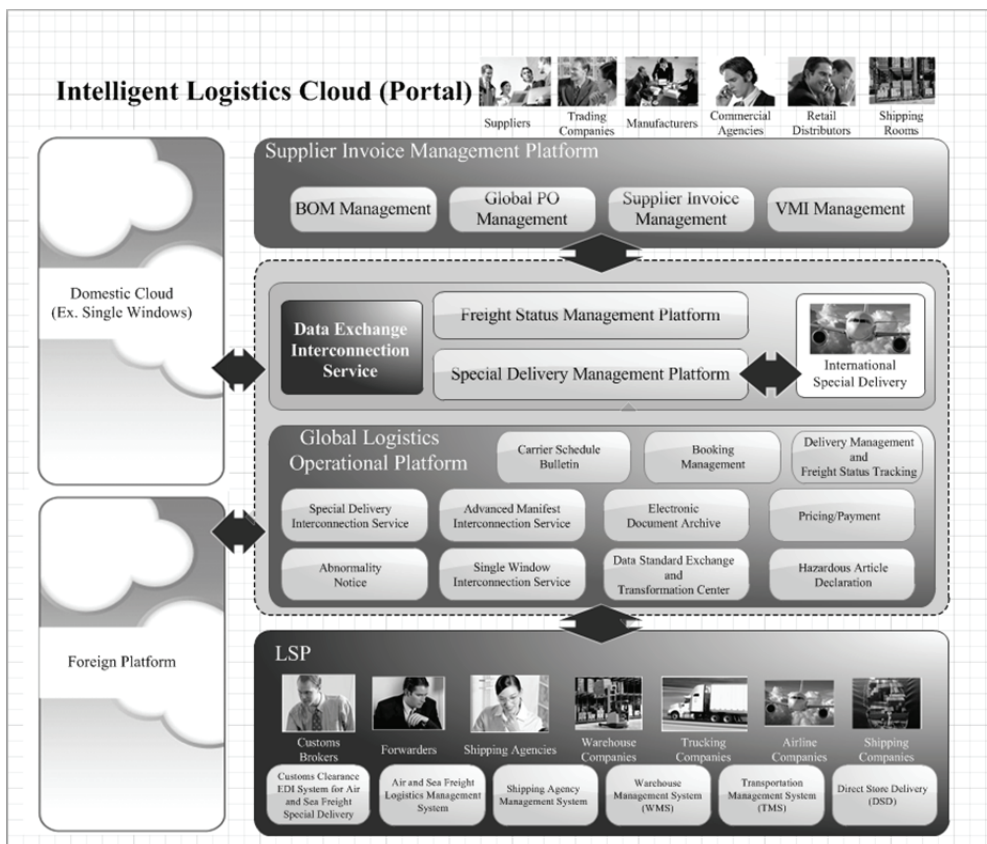 Intelligent Logistics Cloud (Portal)
Suppliers
Trading
Companies
Manufacturers
Commercial
Agencies
Retail
Distributors
Shipping
Rooms
Supplier Invoice Management Platform
BOM Management
Global PO
Management
Supplier Invoice
Management
VMI Management
Domestic Cloud
(Ex. Single Windows)
Data Exchange
Interconnection
Service
Freight Status Management Platform
Special Delivery Management Platform
International
Special Delivery
Global Logistics
Operational Platform
Carrier Schedule
Bulletin
Booking
Management
Delivery Management
and
Freight Status Tracking
Special Delivery
Interconnection Service
Advanced Manifest
Interconnection Service
Electronic
Document Archive
Pricing/Payment
Abnormality
Notice
Single Window
Interconnection Service
Data Standard Exchange
and
Transformation Center
Hazardous Article
Declaration
Foreign Platform
LSP
Customs
Brokers
Forwarders
Shipping Agencies
Warehouse
Companies
Trucking
Companies
Airline
Companies
Shipping
Companies
Customs Clearance
EDI System for Air
and Sea Freight
Special Delivery
Air and Sea Freight
Logistics Management
System
Shipping Agency
Management System
Warehouse
Management System
(WMS)
Transportation
Management System
(TMS)
Direct Store Delivery
(DSD)